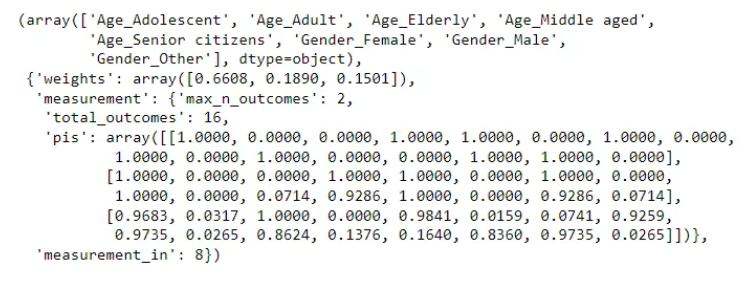 (array(['Age_Adolescent', 'Age_Adult', 'Age_Elderly', 'Age_Middle aged',
'Age_Senior citizens', 'Gender_Female', 'Gender_Male',
'Gender_Other'], dtype=object),
{'weights': array([0.6608, 0.1890, 0.1501]),
'measurement': {'max_n_outcomes': 2,
'total_outcomes': 16,
'pis': array([[1.0000, 0.0000, 0.0000, 1.0000, 1.0000, 0.0000, 1.0000, 0.0000,
1.0000, 0.0000, 1.0000, 0.0000, 0.0000, 1.0000, 1.0000, 0.0000],
[1.0000, 0.0000, 0.0000, 1.0000, 1.0000, 0.0000, 1.0000, 0.0000,
1.0000, 0.0000, 0.0714, 0.9286, 1.0000, 0.0000, 0.9286, 0.0714],
[0.9683, 0.0317, 1.0000, 0.0000, 0.9841, 0.0159, 0.0741, 0.9259,
0.9735, 0.0265, 0.8624, 0.1376, 0.1640, 0.8360, 0.9735, 0.0265]])},
'measurement_in': 8})